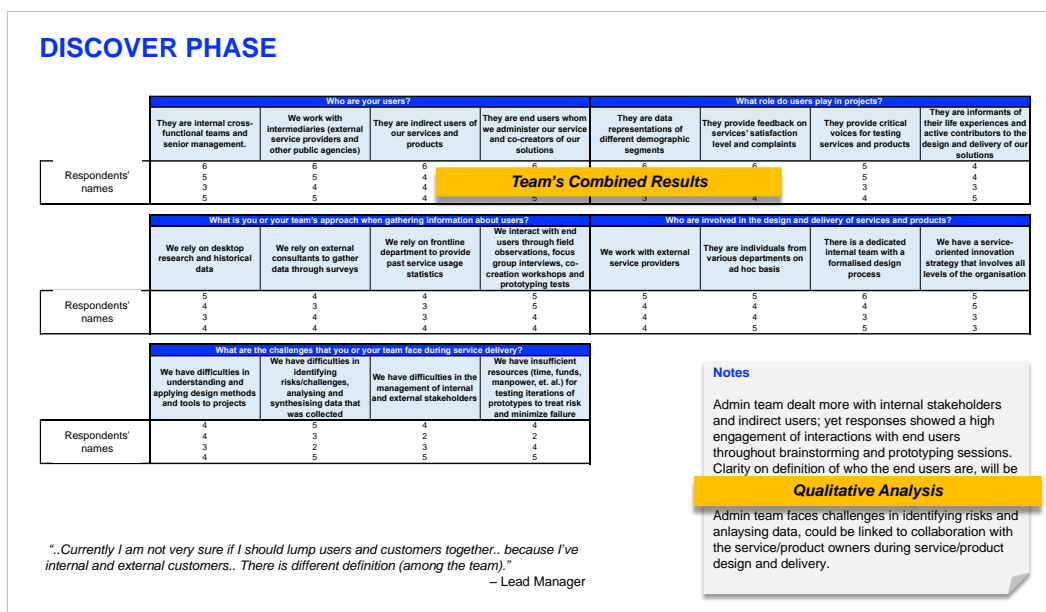 DISCOVER PHASE
Who are your users?
What role do users play in projects?
They are internal cross-functional teams and senior management.
We work with intermediaries (external service providers and other public agencies)
They are indirect users of our services and products
They are end users whom we administer our service and co-creators of our solutions
They are data representations of different demographic segments
They provide feedback on services' satisfaction level and complaints
They provide critical voices for testing services and products
They are informants of their life experiences and active contributors to the design and delivery of our solutions
Respondents' names
6 6 6 6 6 6 5 4
5 5 4 5 4
3 4 4 3 3
5 5 4 5 3 4 4 5
Team's Combined Results
What is you or your team's approach when gathering information about users?
Who are involved in the design and delivery of services and products?
We rely on desktop research and historical data
We rely on external consultants to gather data through surveys
We rely on frontline department to provide past service usage statistics
We interact with end users through field observations, focus group interviews, co-creation workshops and prototyping tests
We work with external service providers
They are individuals from various departments on ad hoc basis
There is a dedicated internal team with a formalised design process
We have a service-oriented innovation strategy that involves all levels of the organisation
Respondents' names
5 4 4 5 5 5 6 5
4 3 3 5 4 4 4 5
3 4 3 4 4 4 3 3
4 4 4 4 4 5 5 3
What are the challenges that you or your team face during service delivery?
We have difficulties in understanding and applying design methods and tools to projects
We have difficulties in identifying risks/challenges, analysing and synthesising data that was collected
We have difficulties in the management of internal and external stakeholders
We have insufficient resources (time, funds, manpower, et. al.) for testing iterations of prototypes to treat risk and minimize failure
Respondents' names
4 5 4 4
4 3 2 2
3 2 3 4
4 5 5 5
Notes
Admin team dealt more with internal stakeholders
and indirect users; yet responses showed a high
engagement of interactions with end users
throughout brainstorming and prototyping sessions.
Clarity on definition of who the end users are, will be
Qualitative Analysis
Admin team faces challenges in identifying risks and
anlaysing data, could be linked to collaboration with
the service/product owners during service/product
design and delivery.
“..Currently I am not very sure if I should lump users and customers together.. because I've
internal and external customers.. There is different definition (among the team).”
– Lead Manager